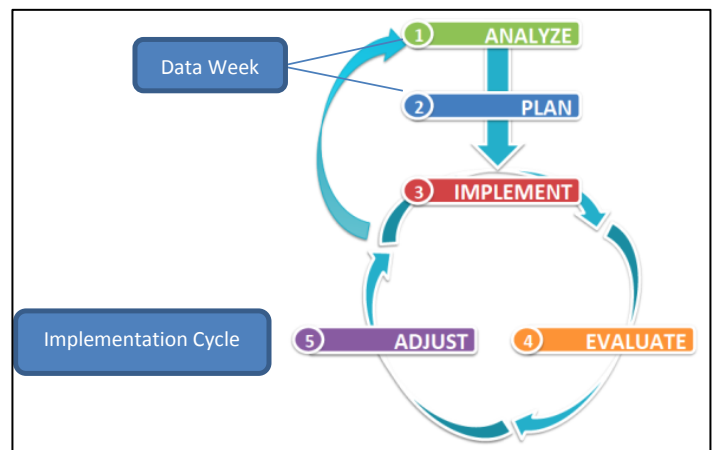 1 ANALYZE
Data Week
2 PLAN
3 IMPLEMENT
Implementation Cycle
5 ADJUST
4 EVALUATE